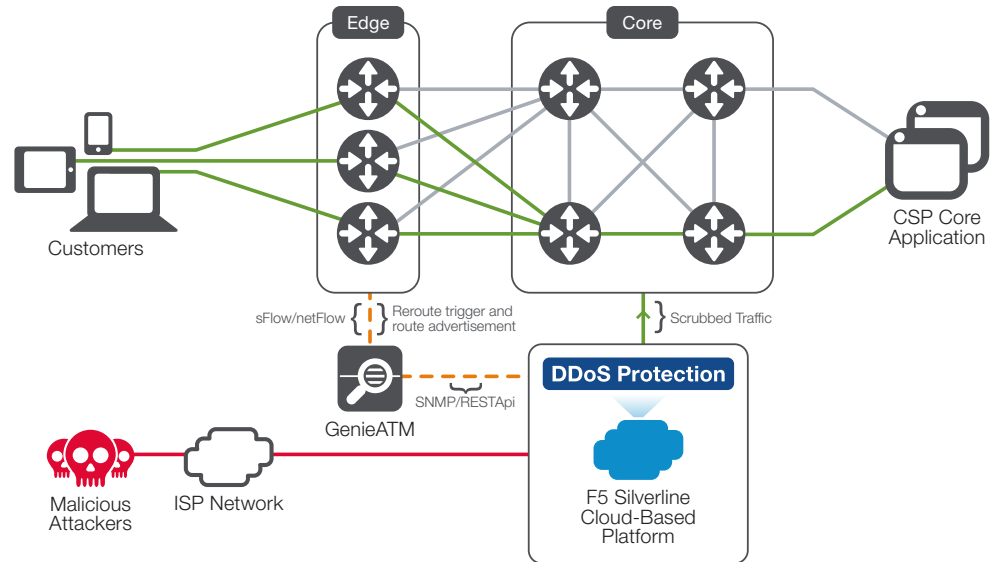 Edge
Core
Customers
CSP Core
Application
sFlow/netFlow
Reroute trigger and
route advertisement
Scrubbed Traffic
DDoS Protection
SNMP/RESTApi
GenieATM
Malicious
Attackers
ISP Network
F5 Silverline
Cloud-Based
Platform